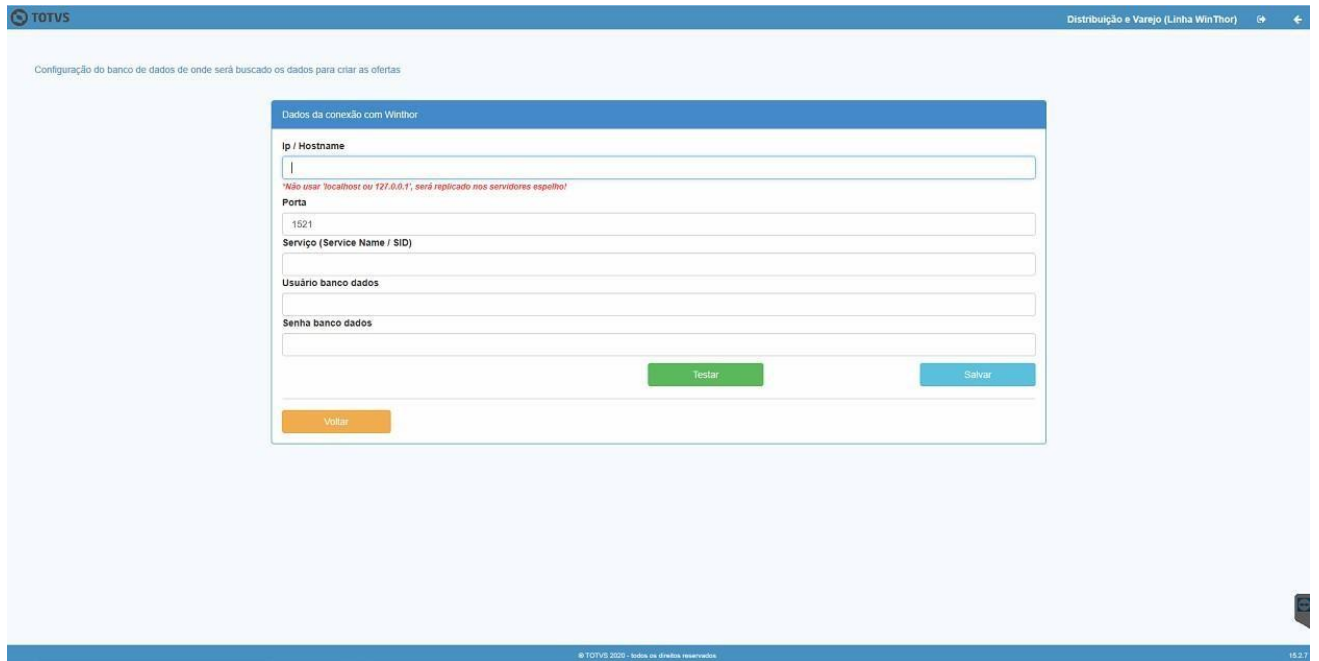 TOTVS
Distribuição e Varejo (Linha WinThor)
Configuração do banco de dados de onde será buscado os dados para criar as ofertas
Dados da conexão com Winthor
Ip / Hostname
*Não usar 'localhost ou 127.0.0.1', será replicado nos servidores espelho!
Porta
1521
Serviço (Service Name / SID)
Usuário banco dados
Senha banco dados
Testar
Salvar
Voltar
© TOTVS 2020 - todos os direitos reservados
15.2.7